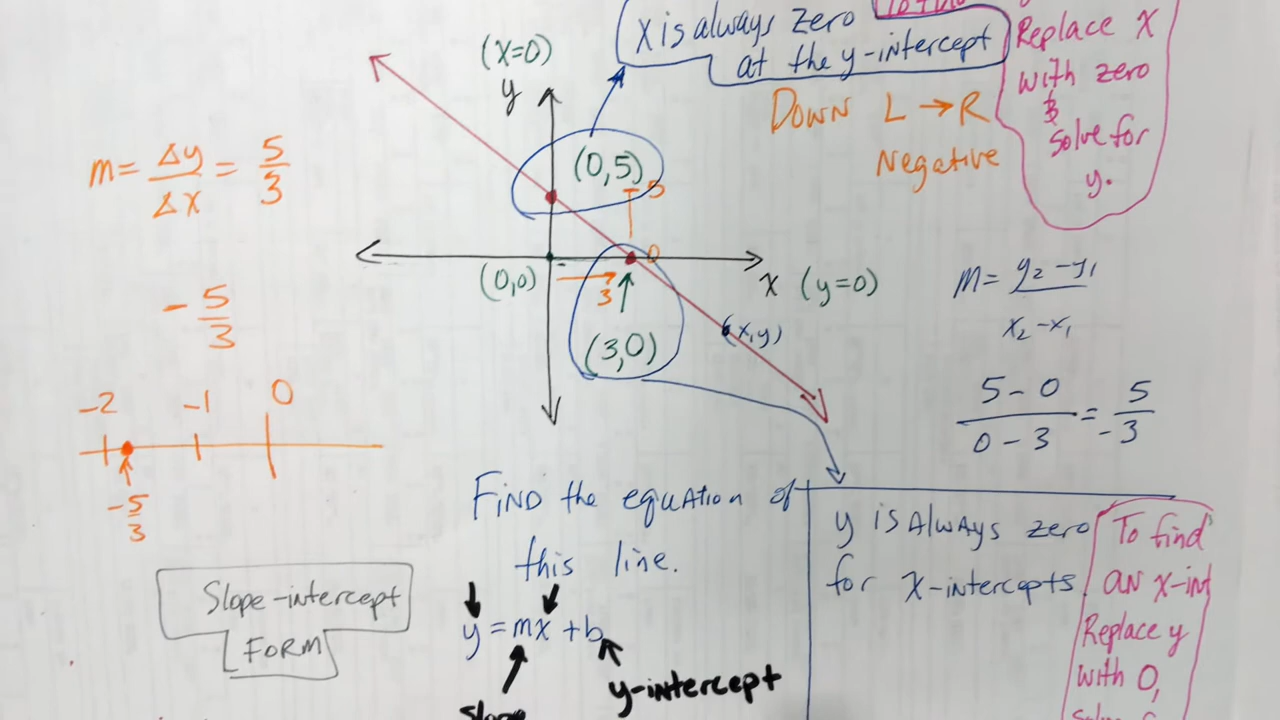 (x=0)
y
x is always zero
at the y-intercept
Replace x
with zero
&
solve for
y.
DOWN L → R
Negative
m = Δy/Δx = 5/3
(0,5)
5
0
(0,0)
3
x (y=0)
(3,0)
(x,y)
m = y₂-y₁ / x₂-x₁
5-0 / 0-3 = 5/-3
-5/3
-2 -1 0
-5/3
Find the equation of
this line.
y = mx + b
Slope
y-intercept
Slope-intercept
Form
y is Always zero
for x-intercepts
To find
an x-int
Replace y
with 0,